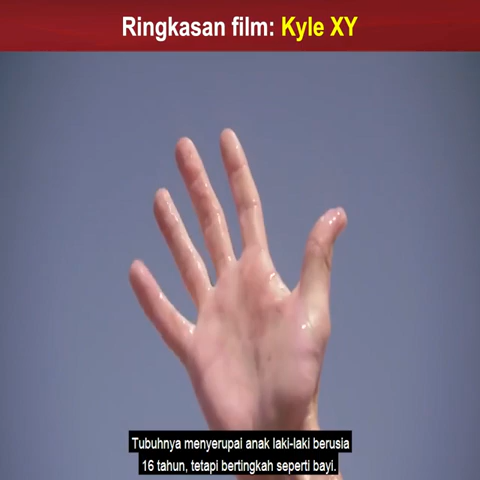 Ringkasan film: Kyle XY
Tubuhnya menyerupai anak laki-laki berusia
16 tahun, tetapi bertingkah seperti bayi.